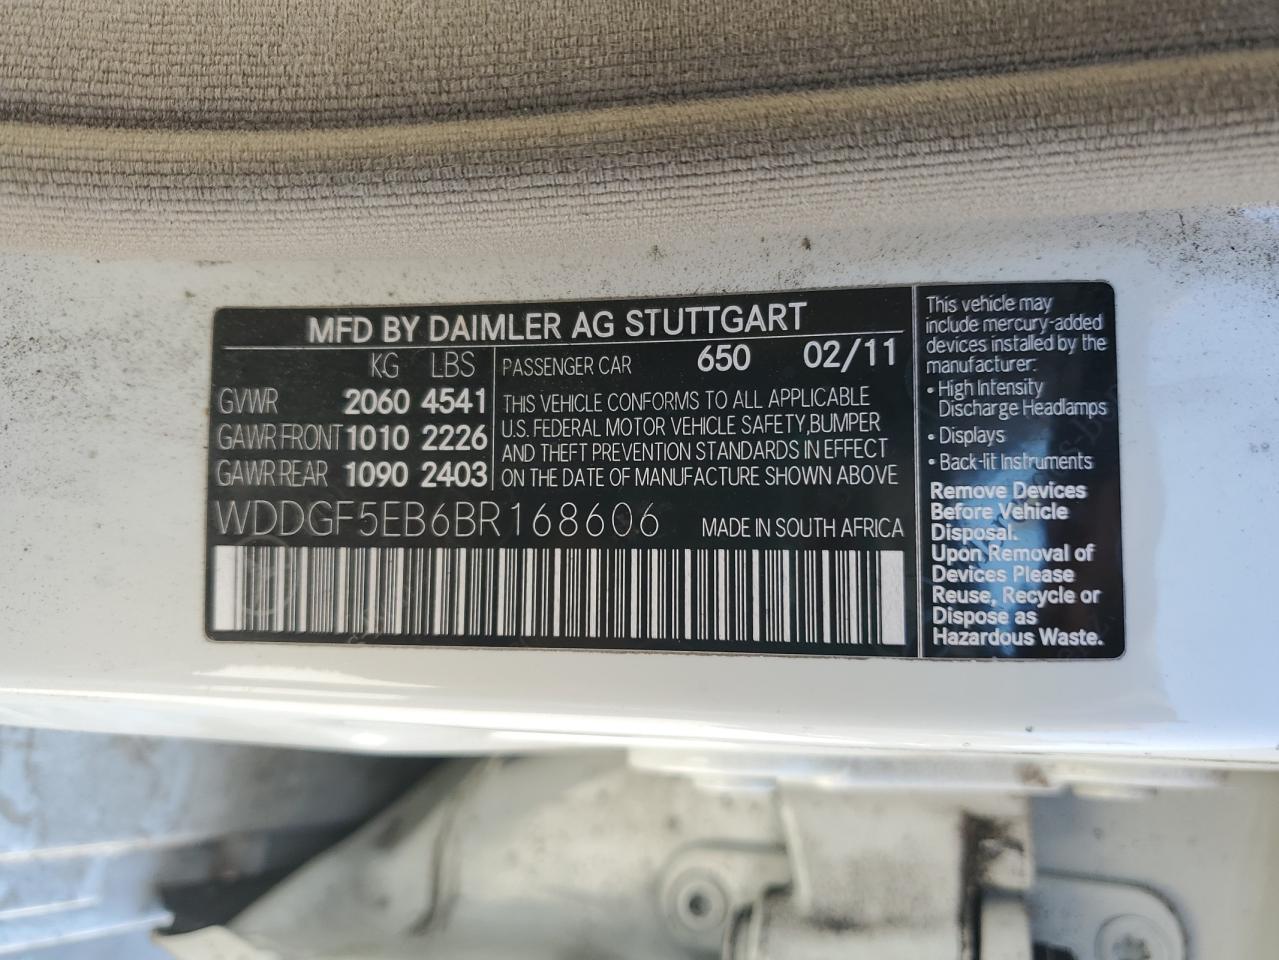 MFD BY DAIMLER AG STUTTGART
KG LBS
GVWR 2060 4541
GAWR FRONT 1010 2226
GAWR REAR 1090 2403
PASSENGER CAR 650 02/11
THIS VEHICLE CONFORMS TO ALL APPLICABLE
U.S. FEDERAL MOTOR VEHICLE SAFETY,BUMPER
AND THEFT PREVENTION STANDARDS IN EFFECT
ON THE DATE OF MANUFACTURE SHOWN ABOVE
WDDGF5EB6BR168606 MADE IN SOUTH AFRICA
This vehicle may
include mercury-added
devices installed by the
manufacturer:
• High Intensity
Discharge Headlamps
• Displays
• Back-lit Instruments
Remove Devices
Before Vehicle
Disposal.
Upon Removal of
Devices Please
Reuse, Recycle or
Dispose as
Hazardous Waste.